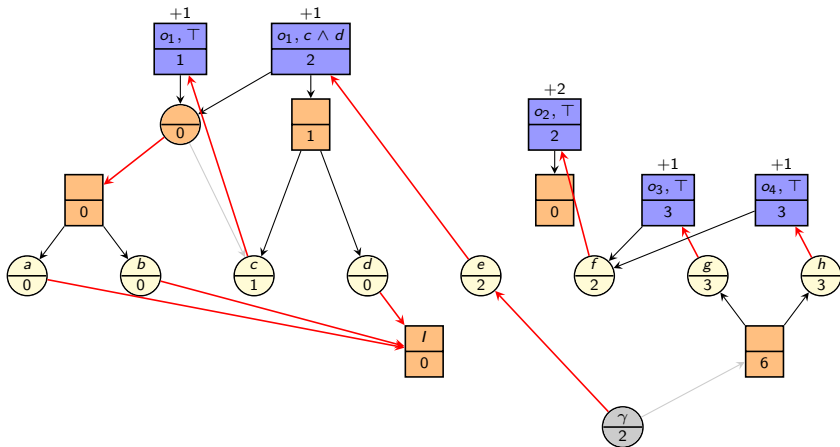 +1 +1
o₁, ⊤ o₁, c ∧ d
1 2
+2
o₂, ⊤
0 1 2
+1 +1
o₃, ⊤ o₄, ⊤
0 0 3 3
a b c d e f g h
0 0 1 0 2 2 3 3
I
0 6
γ
2